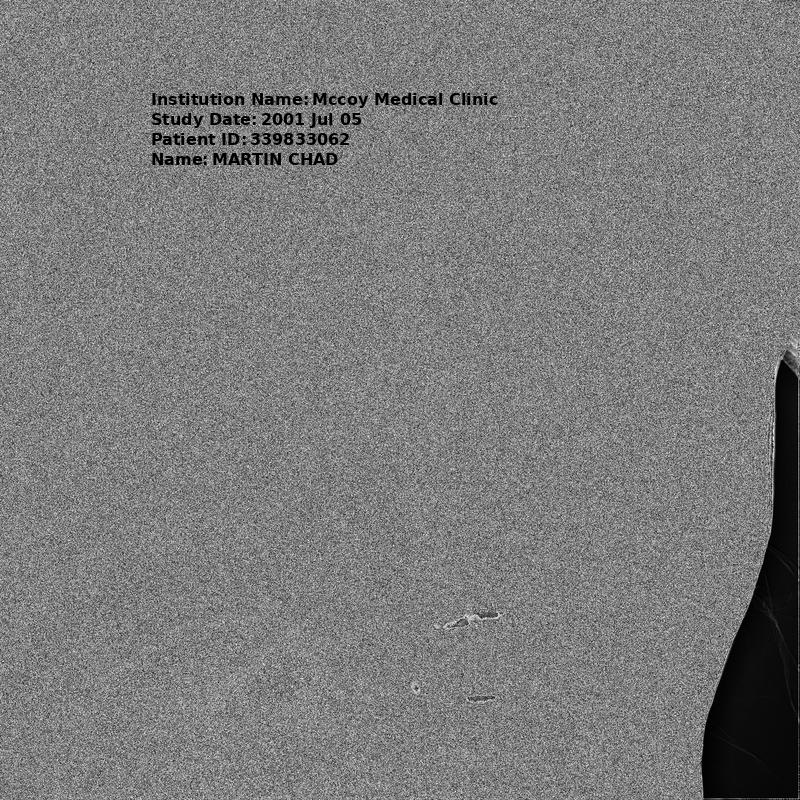 Institution Name: Mccoy Medical Clinic
Study Date: 2001 Jul 05
Patient ID: 339833062
Name: MARTIN CHAD